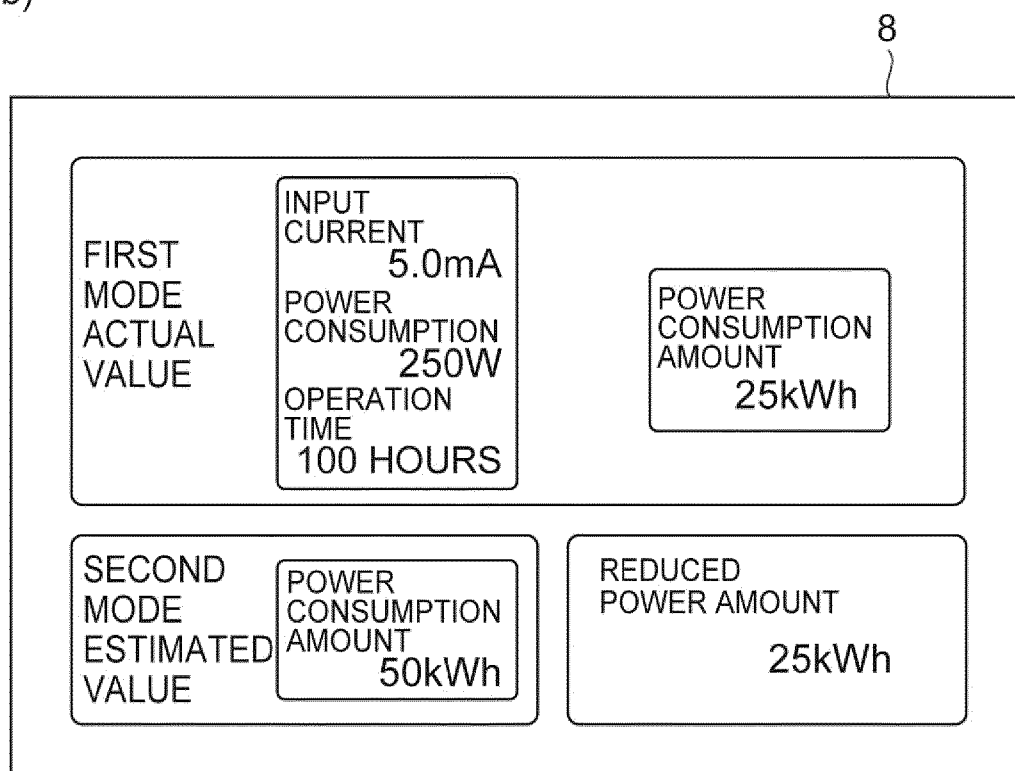 8
FIRST
MODE
ACTUAL
VALUE
INPUT
CURRENT
5.0mA
POWER
CONSUMPTION
250W
OPERATION
TIME
100 HOURS
POWER
CONSUMPTION
AMOUNT
25kWh
SECOND
MODE
ESTIMATED
VALUE
POWER
CONSUMPTION
AMOUNT
50kWh
REDUCED
POWER AMOUNT
25kWh